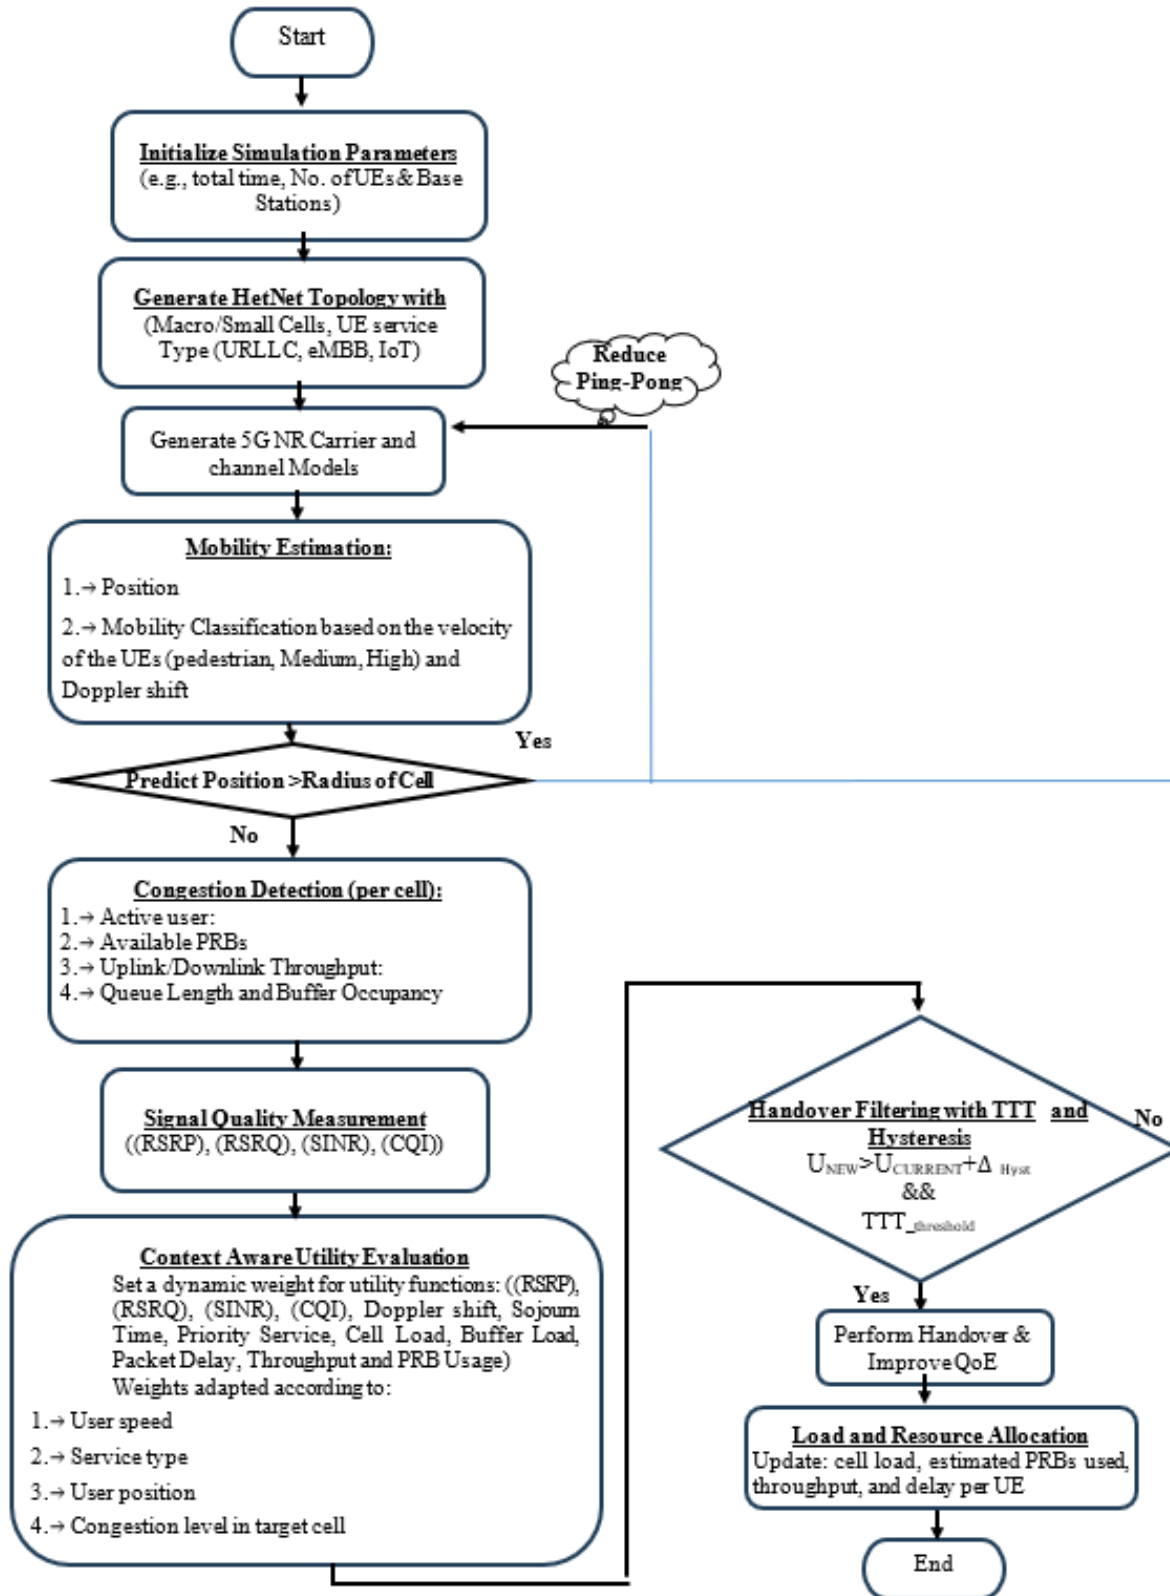 Start
Initialize Simulation Parameters
(e.g., total time, No. of UEs & Base
Stations)
Generate HetNet Topology with
(Macro/Small Cells, UE service
Type (URLLC, eMBB, IoT)
Reduce
Ping-Pong
Generate 5G NR Carrier and
channel Models
Mobility Estimation:
1.→ Position
2.→ Mobility Classification based on the velocity
of the UEs (pedestrian, Medium, High) and
Doppler shift
Yes
Predict Position >Radius of Cell
No
Congestion Detection (per cell):
1.→ Active user:
2.→ Available PRBs
3.→ Uplink/Downlink Throughput:
4.→ Queue Length and Buffer Occupancy
Signal Quality Measurement
((RSRP), (RSRQ), (SINR), (CQI))
Context Aware Utility Evaluation
Set a dynamic weight for utility functions: ((RSRP),
(RSRQ), (SINR), (CQI), Doppler shift, Sojourn
Time, Priority Service, Cell Load, Buffer Load,
Packet Delay, Throughput and PRB Usage)
Weights adapted according to:
1.→ User speed
2.→ Service type
3.→ User position
4.→ Congestion level in target cell
Handover Filtering with TTT and
Hysteresis
U_NEW>U_CURRENT+Δ_Hyst
&&
TTT_threshold
No
Yes
Perform Handover &
Improve QoE
Load and Resource Allocation
Update: cell load, estimated PRBs used,
throughput, and delay per UE
End